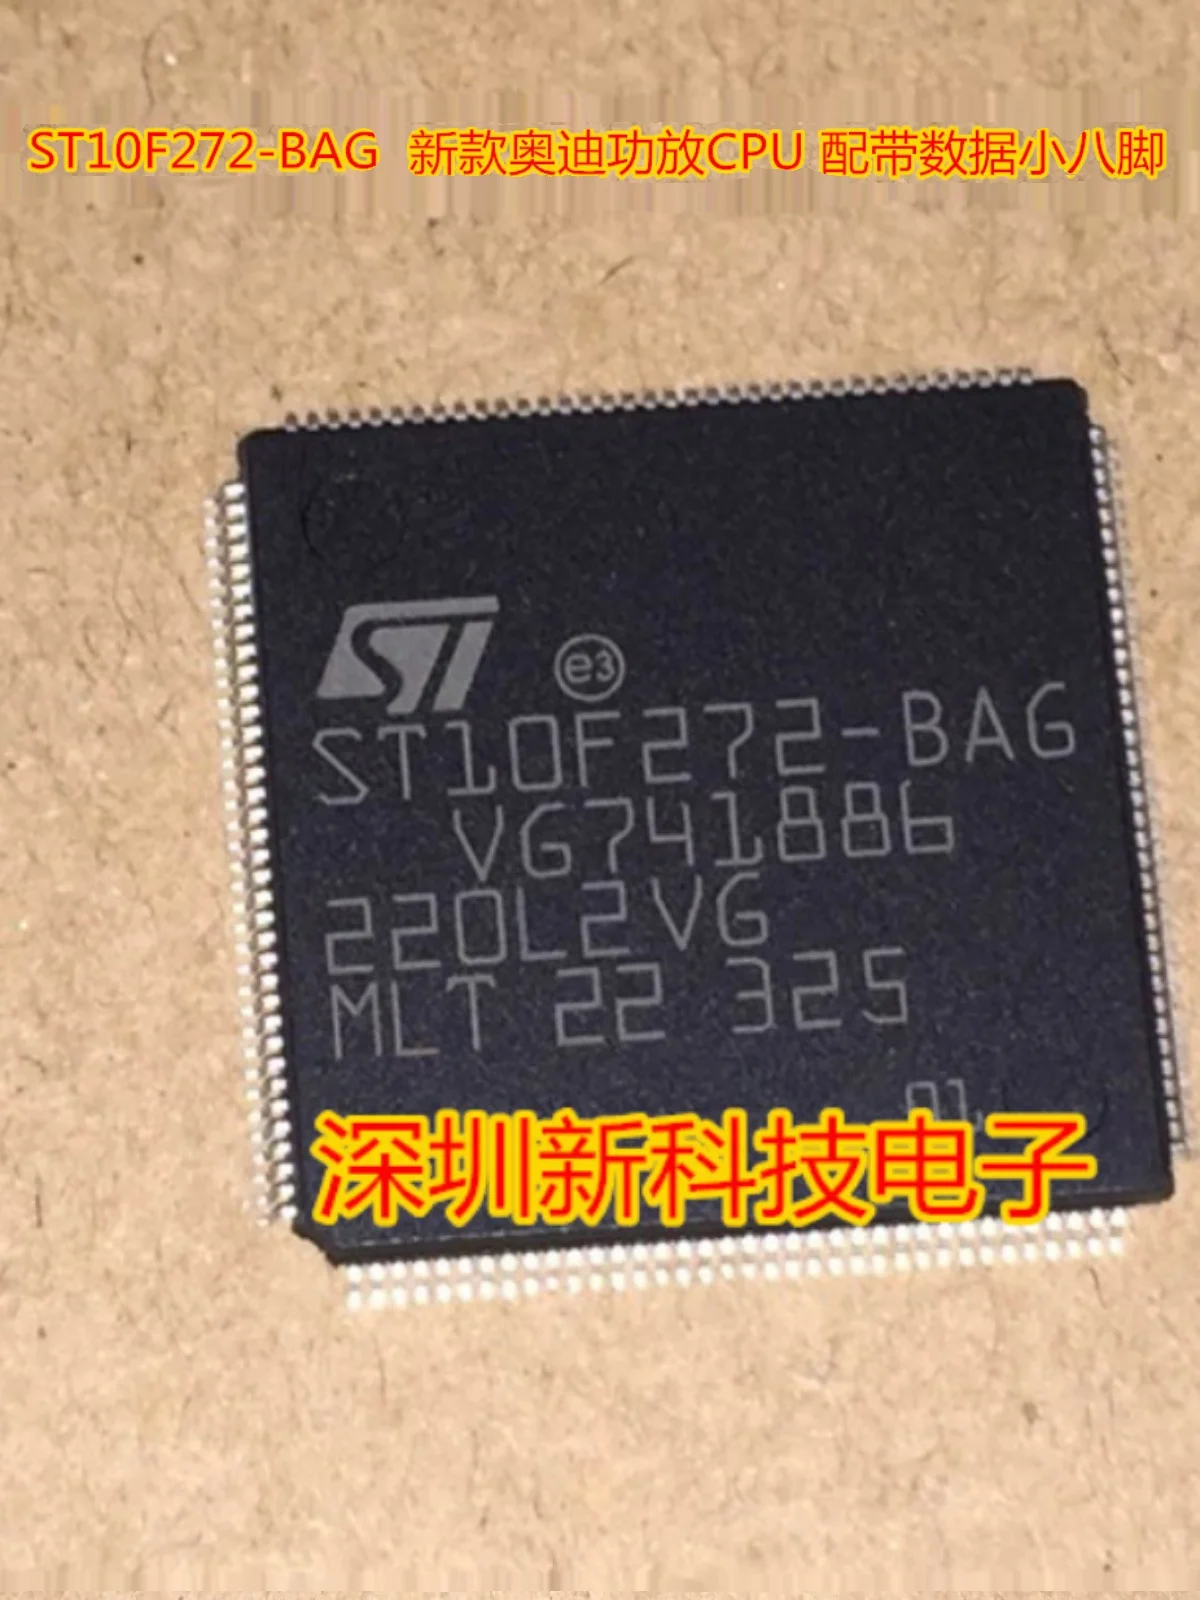 ST10F272-BAG 新款奥迪功放CPU 配带数据小八脚
ST e3
ST10F272-BAG
VG741886
220L2VG
MLT 22 325
深圳新科技电子